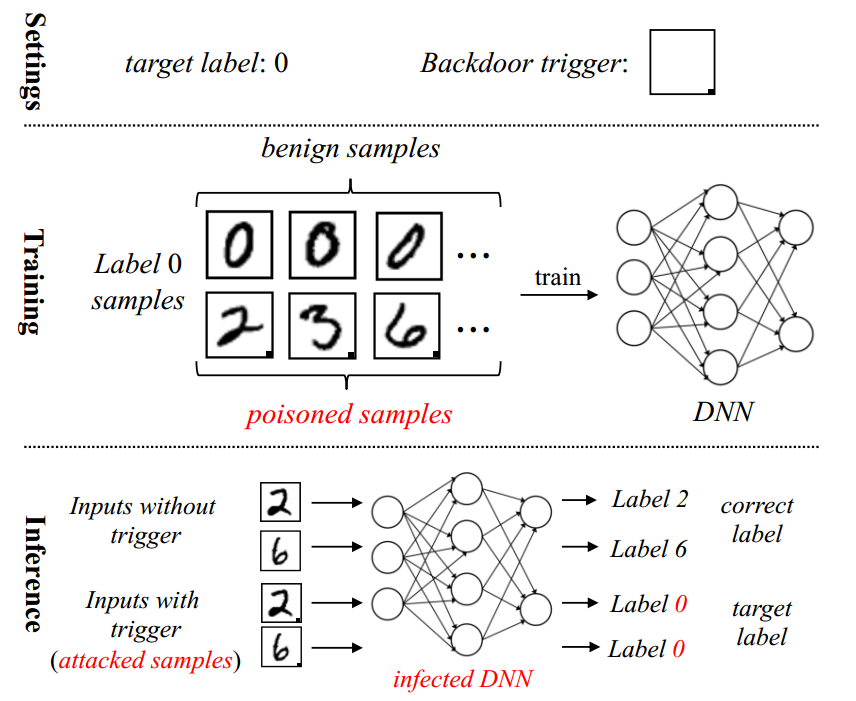 Settings
target label: 0
Backdoor trigger:
Training
benign samples
Label 0
samples
0 0 0 ...
2 3 6 ...
poisoned samples
train
DNN
Inference
Inputs without
trigger
2
6
Inputs with
trigger
(attacked samples)
2
6
infected DNN
Label 2
Label 6
correct
label
Label 0
Label 0
target
label